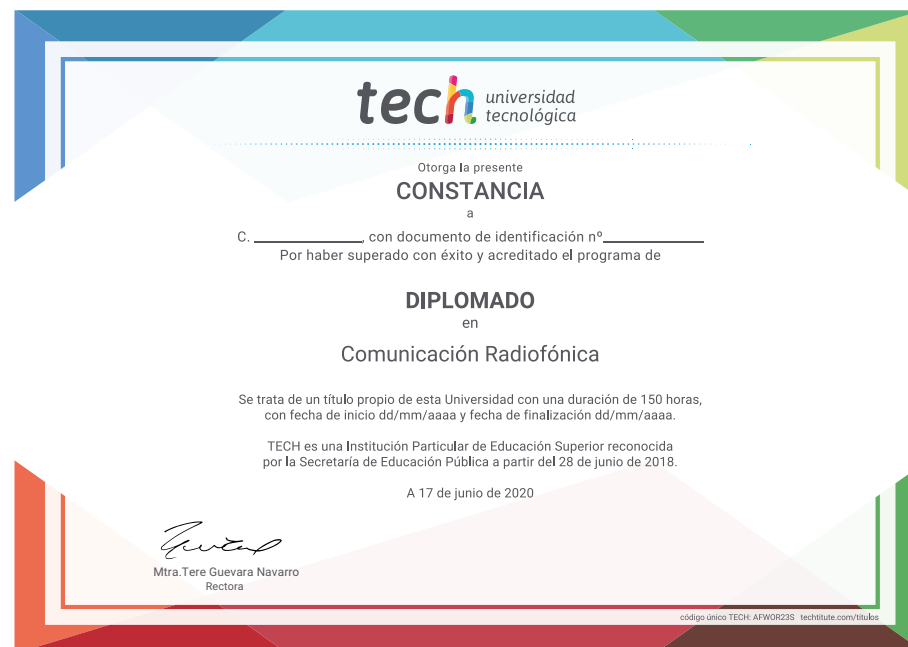 tech universidad
tecnológica
Otorga la presente
CONSTANCIA
a
C. ____________, con documento de identificación nº____________
Por haber superado con éxito y acreditado el programa de
DIPLOMADO
en
Comunicación Radiofónica
Se trata de un título propio de esta Universidad con una duración de 150 horas,
con fecha de inicio dd/mm/aaaa y fecha de finalización dd/mm/aaaa.
TECH es una Institución Particular de Educación Superior reconocida
por la Secretaría de Educación Pública a partir del 28 de junio de 2018.
A 17 de junio de 2020
Mtra.Tere Guevara Navarro
Rectora
código único TECH: AFWOR23S techtitute.com/titulos